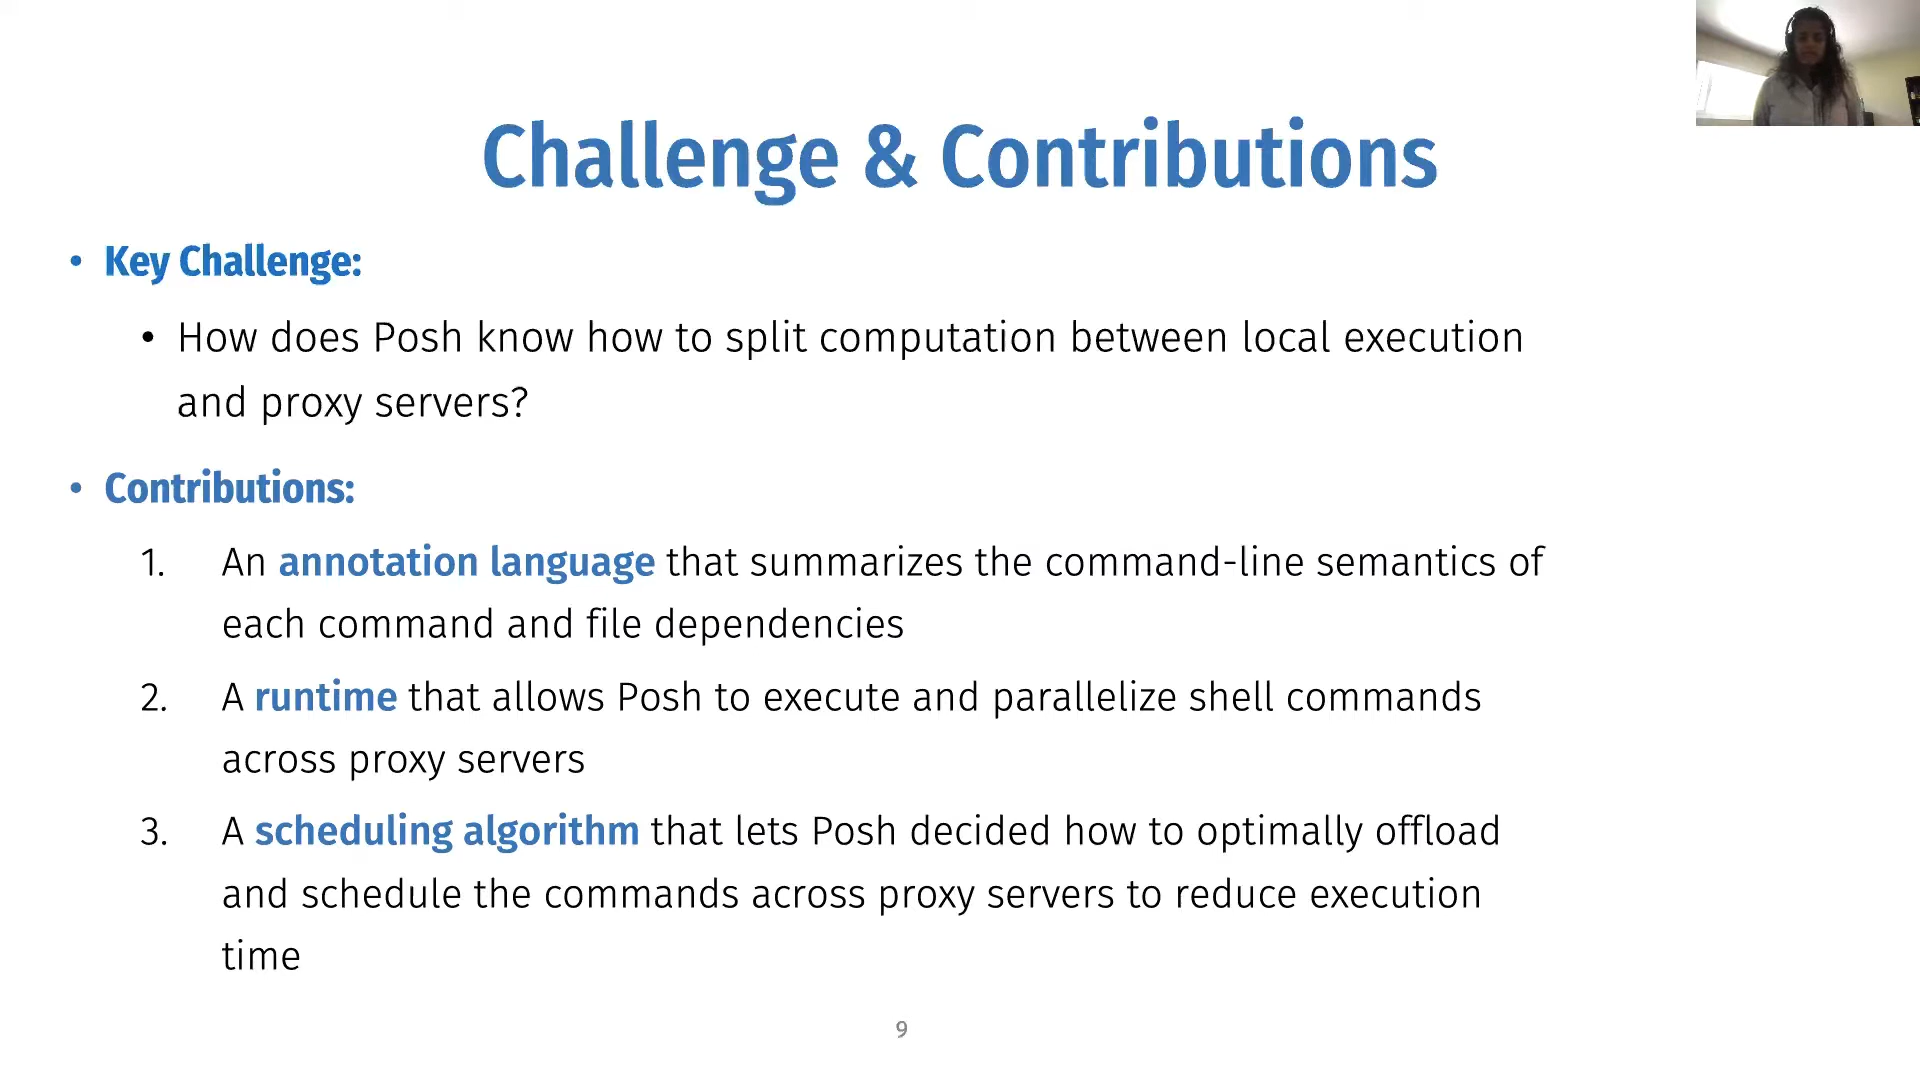 Challenge & Contributions
• Key Challenge:
• How does Posh know how to split computation between local execution
and proxy servers?
• Contributions:
1. An annotation language that summarizes the command-line semantics of
each command and file dependencies
2. A runtime that allows Posh to execute and parallelize shell commands
across proxy servers
3. A scheduling algorithm that lets Posh decided how to optimally offload
and schedule the commands across proxy servers to reduce execution
time
9